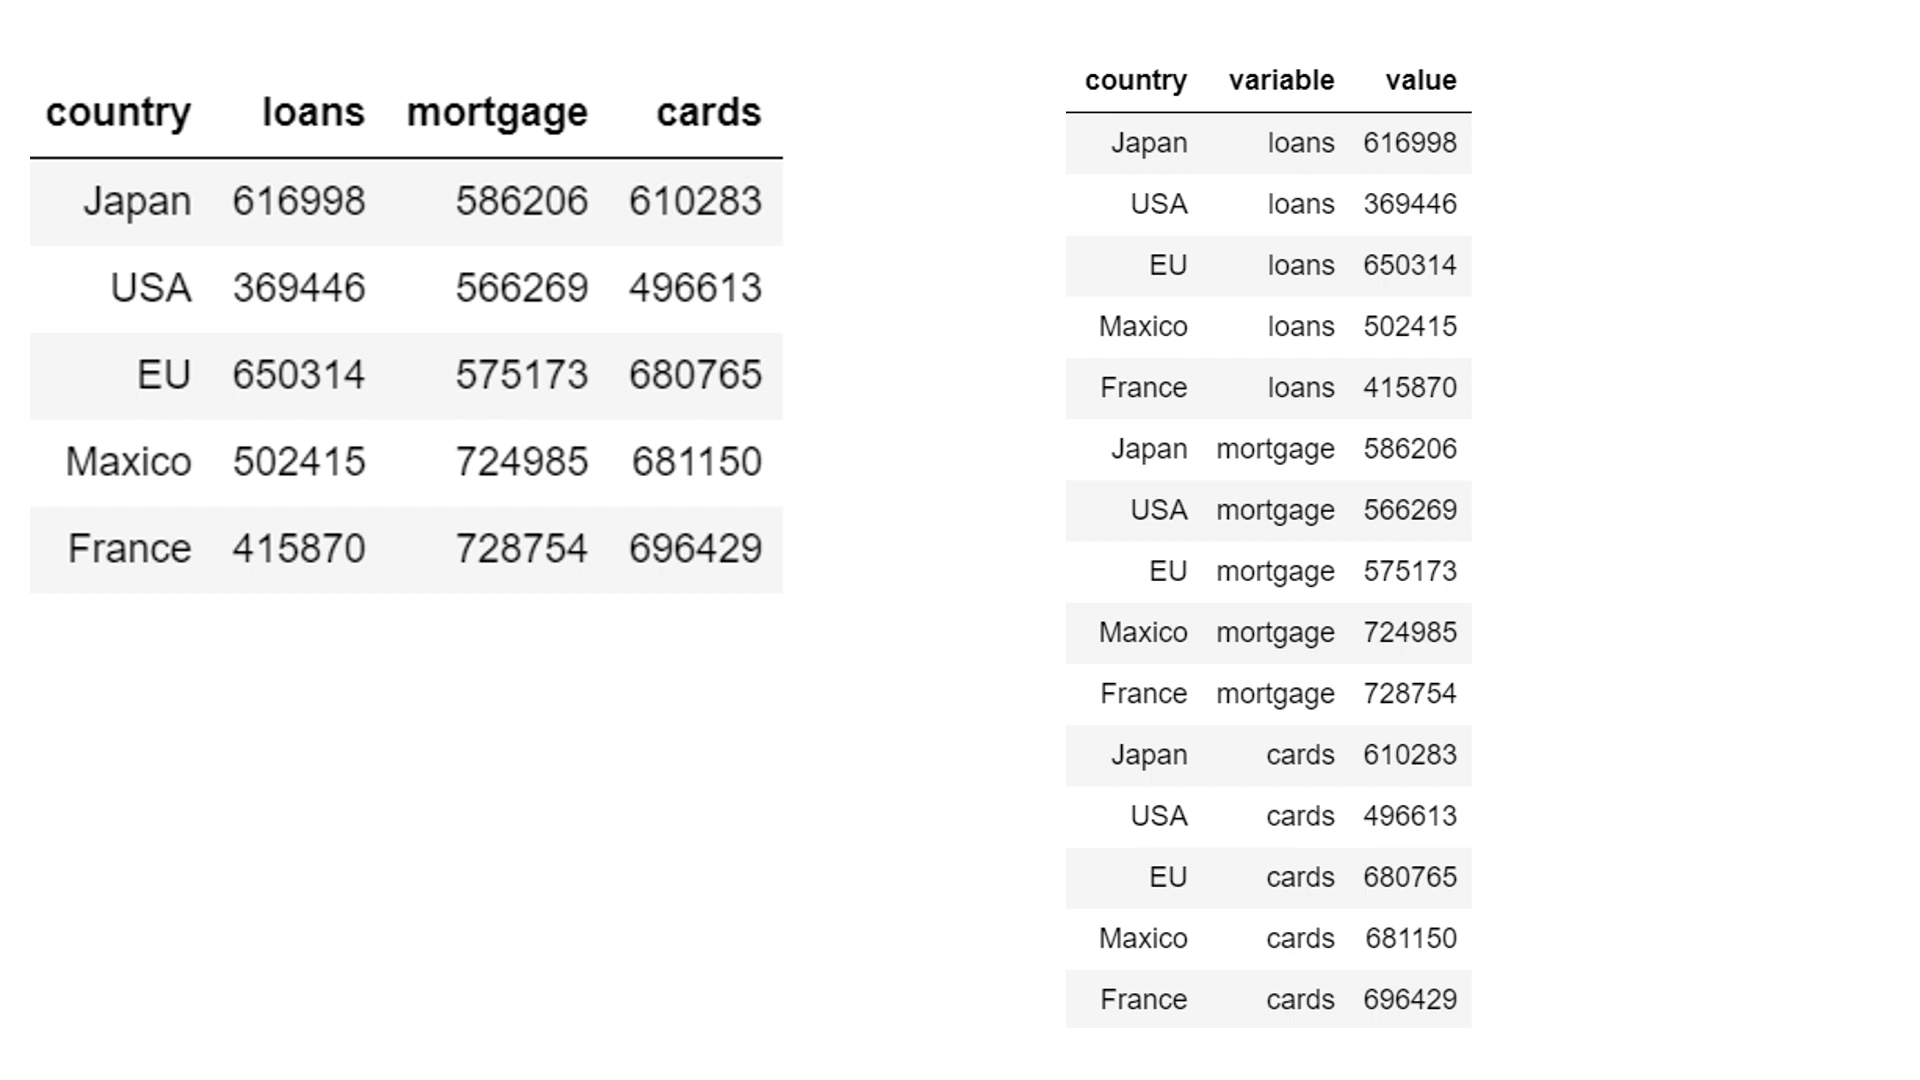 country loans mortgage cards
Japan 616998 586206 610283
USA 369446 566269 496613
EU 650314 575173 680765
Maxico 502415 724985 681150
France 415870 728754 696429
country variable value
Japan loans 616998
USA loans 369446
EU loans 650314
Maxico loans 502415
France loans 415870
Japan mortgage 586206
USA mortgage 566269
EU mortgage 575173
Maxico mortgage 724985
France mortgage 728754
Japan cards 610283
USA cards 496613
EU cards 680765
Maxico cards 681150
France cards 696429